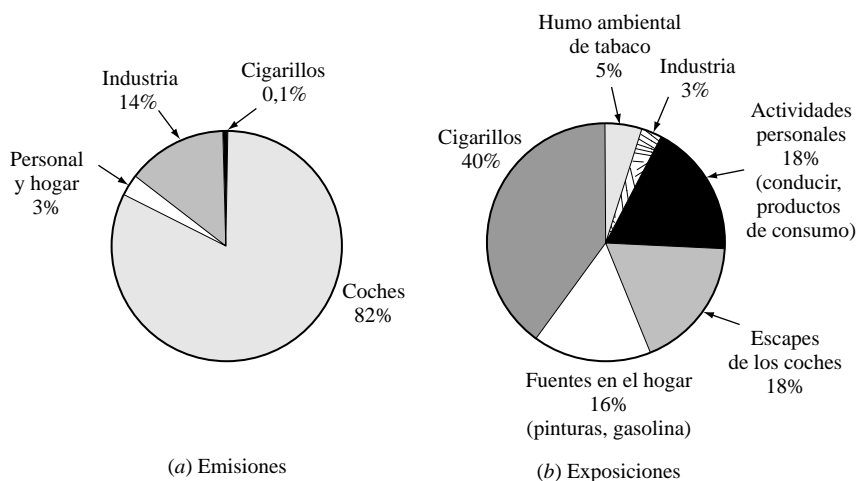 Industria
14%
Cigarillos
0,1%
Personal
y hogar
3%
Coches
82%
(a) Emisiones
Humo ambiental
de tabaco
5%
Industria
3%
Cigarillos
40%
Actividades
personales
18%
(conducir,
productos
de consumo)
Escapes
de los coches
18%
Fuentes en el hogar
16%
(pinturas, gasolina)
(b) Exposiciones